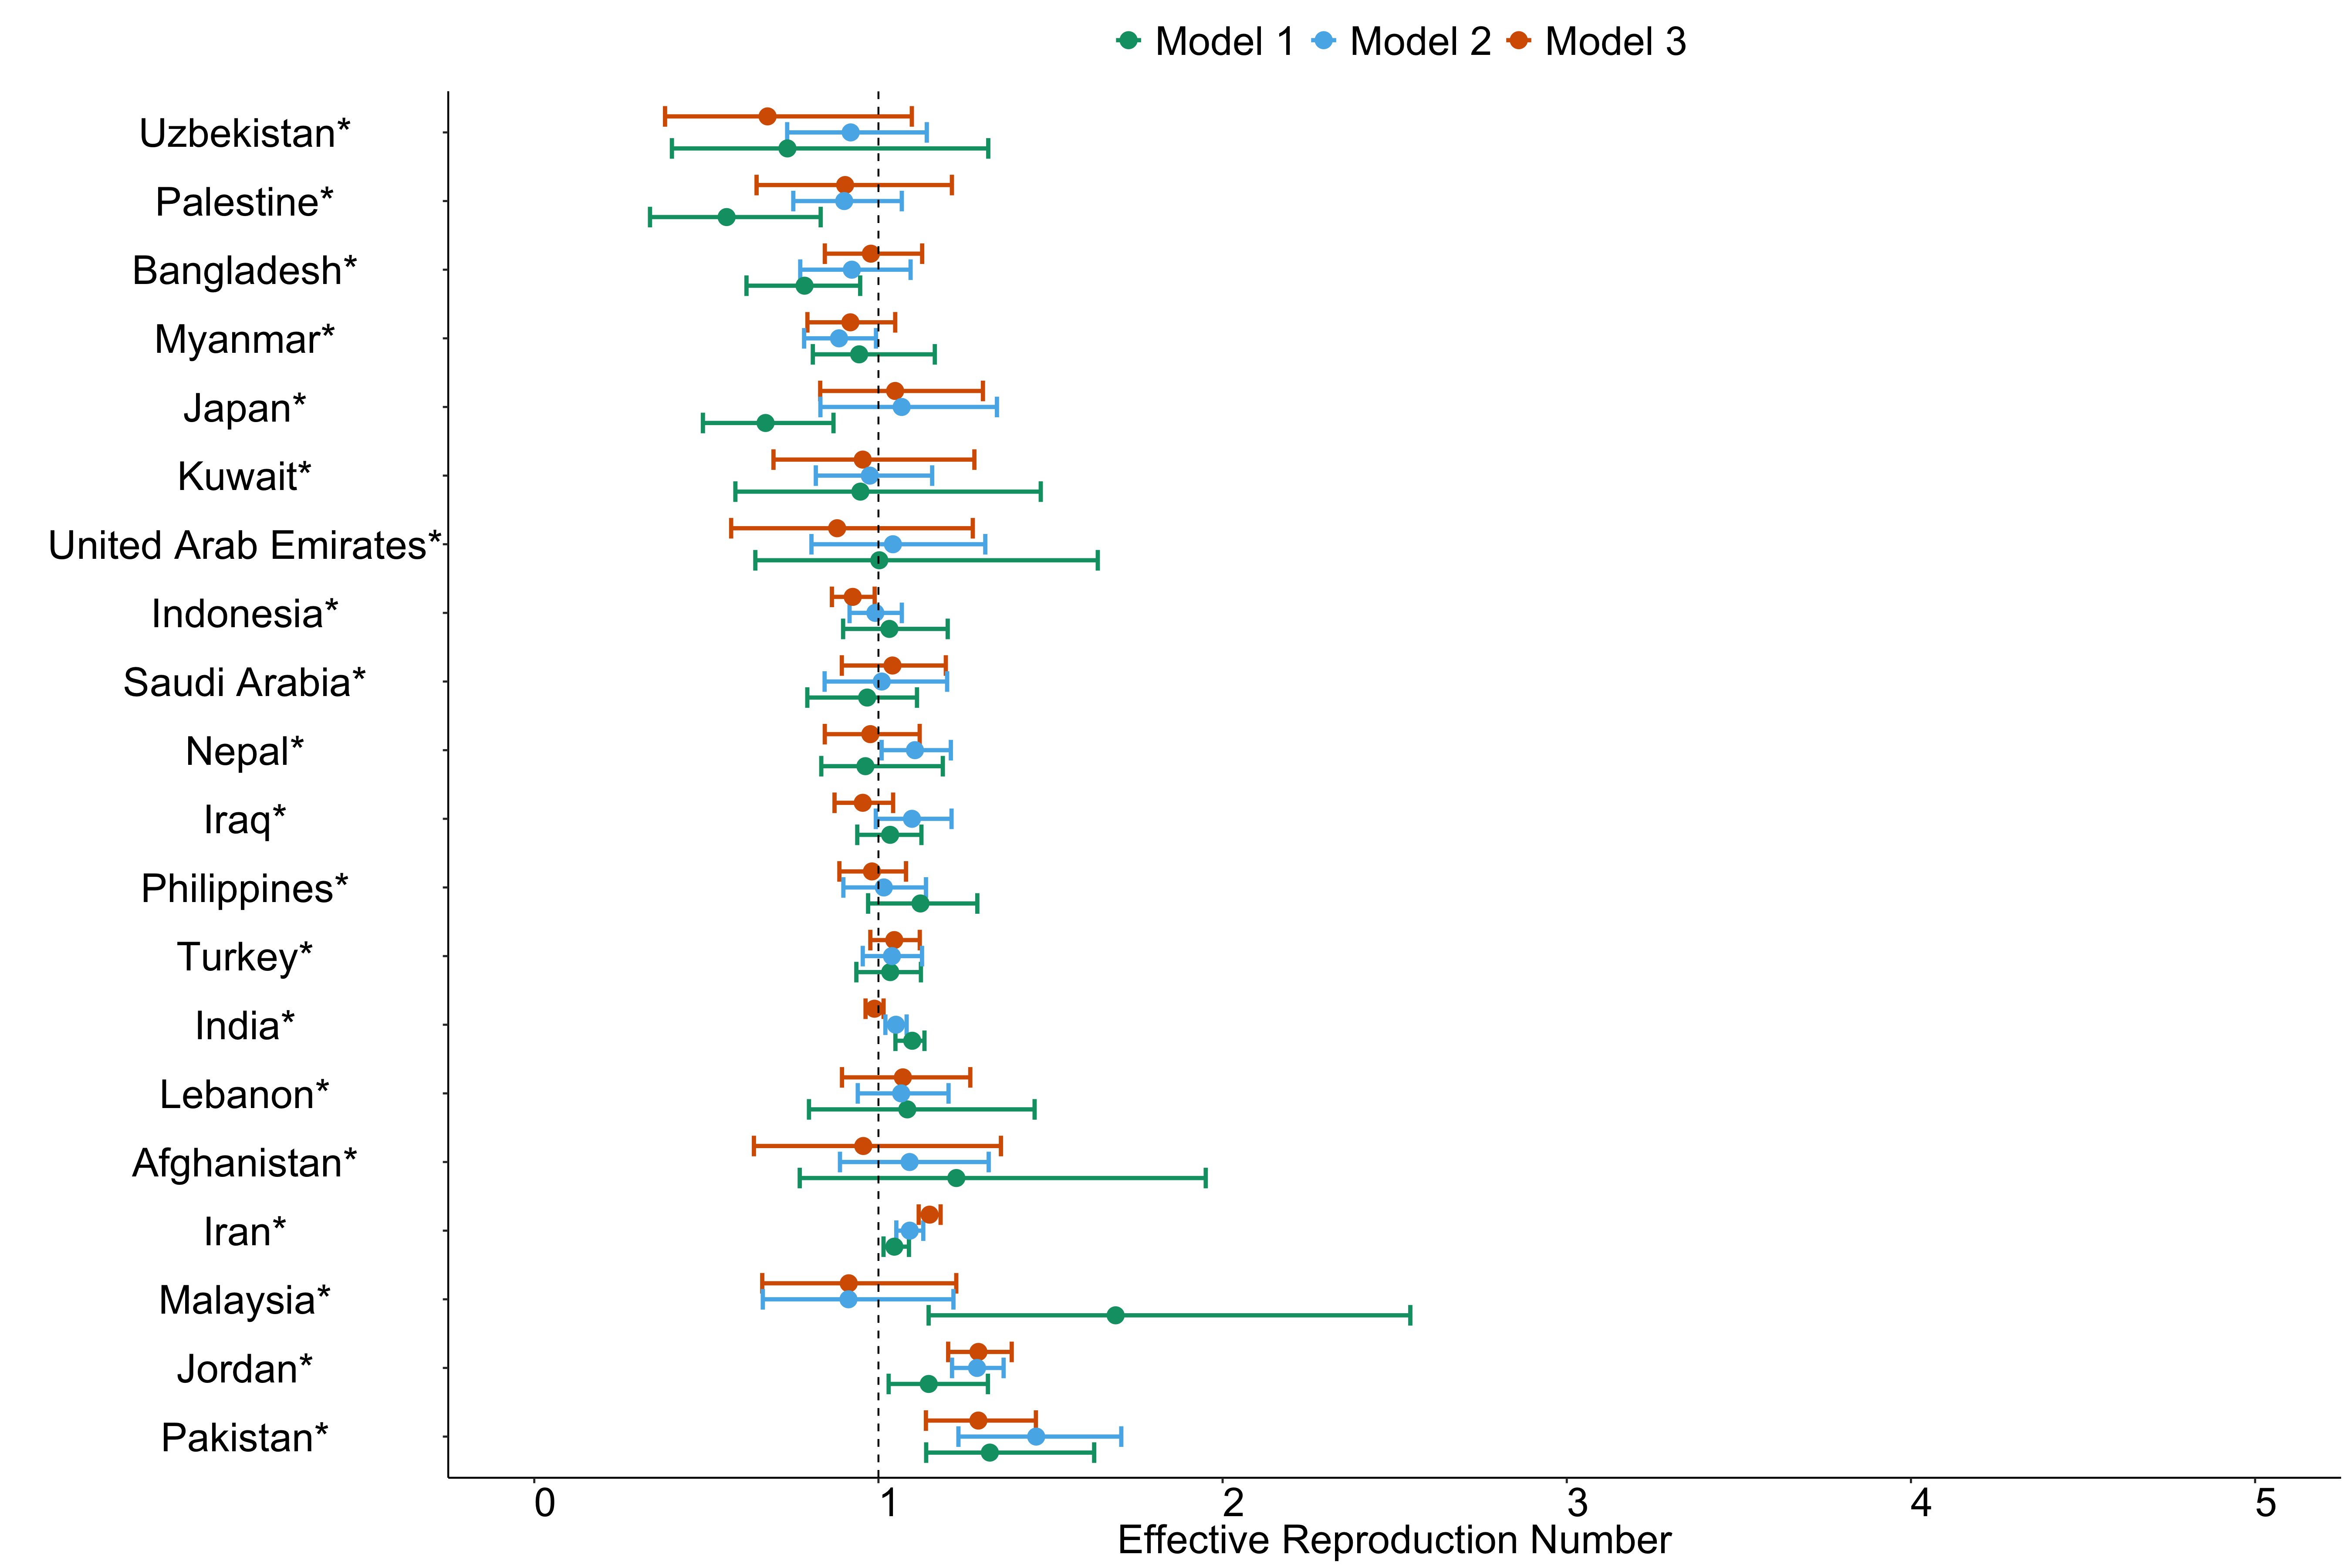 Model 1 Model 2 Model 3
Uzbekistan*
Palestine*
Bangladesh*
Myanmar*
Japan*
Kuwait*
United Arab Emirates*
Indonesia*
Saudi Arabia*
Nepal*
Iraq*
Philippines*
Turkey*
India*
Lebanon*
Afghanistan*
Iran*
Malaysia*
Jordan*
Pakistan*
0 1 2 3 4 5
Effective Reproduction Number